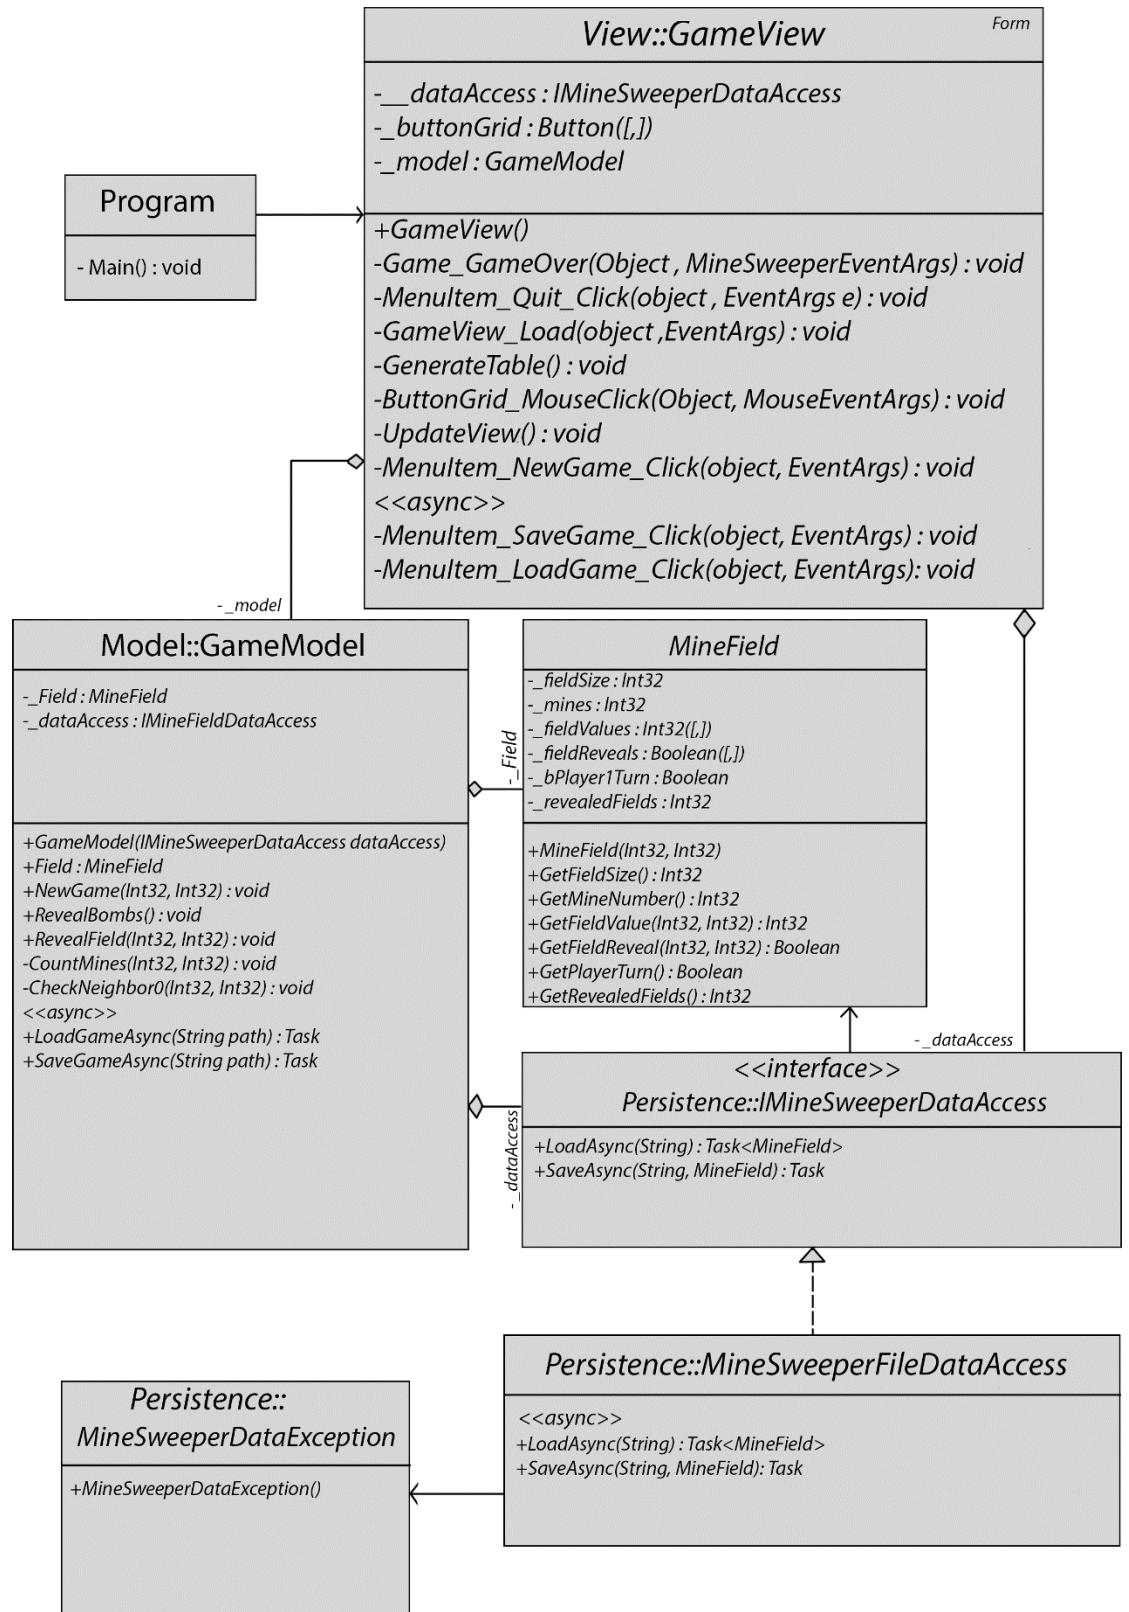 View::GameView
Form
-__dataAccess : IMineSweeperDataAccess
-_buttonGrid : Button([,])
-_model : GameModel
Program
- Main() : void
+GameView()
-Game_GameOver(Object , MineSweeperEventArgs) : void
-MenuItem_Quit_Click(object , EventArgs e) : void
-GameView_Load(object ,EventArgs) : void
-GenerateTable() : void
-ButtonGrid_MouseClick(Object, MouseEventArgs) : void
-UpdateView() : void
-MenuItem_NewGame_Click(object, EventArgs) : void
<<async>>
-MenuItem_SaveGame_Click(object, EventArgs) : void
-MenuItem_LoadGame_Click(object, EventArgs): void
- _model
Model::GameModel
-_Field : MineField
-_dataAccess : IMineFieldDataAccess
+GameModel(IMineSweeperDataAccess dataAccess)
+Field : MineField
+NewGame(Int32, Int32) : void
+RevealBombs() : void
+RevealField(Int32, Int32) : void
-CountMines(Int32, Int32) : void
-CheckNeighbor0(Int32, Int32) : void
<<async>>
+LoadGameAsync(String path) : Task
+SaveGameAsync(String path) : Task
-_Field
MineField
-_fieldSize : Int32
-_mines : Int32
-_fieldValues : Int32([,])
-_fieldReveals : Boolean([,])
-_bPlayer1Turn : Boolean
-_revealedFields : Int32
+MineField(Int32, Int32)
+GetFieldSize() : Int32
+GetMineNumber() : Int32
+GetFieldValue(Int32, Int32) : Int32
+GetFieldReveal(Int32, Int32) : Boolean
+GetPlayerTurn() : Boolean
+GetRevealedFields() : Int32
- _dataAccess
- _dataAccess
<<interface>>
Persistence::IMineSweeperDataAccess
+LoadAsync(String) : Task<MineField>
+SaveAsync(String, MineField) : Task
Persistence::MineSweeperFileDataAccess
<<async>>
+LoadAsync(String) : Task<MineField>
+SaveAsync(String, MineField): Task
Persistence::
MineSweeperDataException
+MineSweeperDataException()